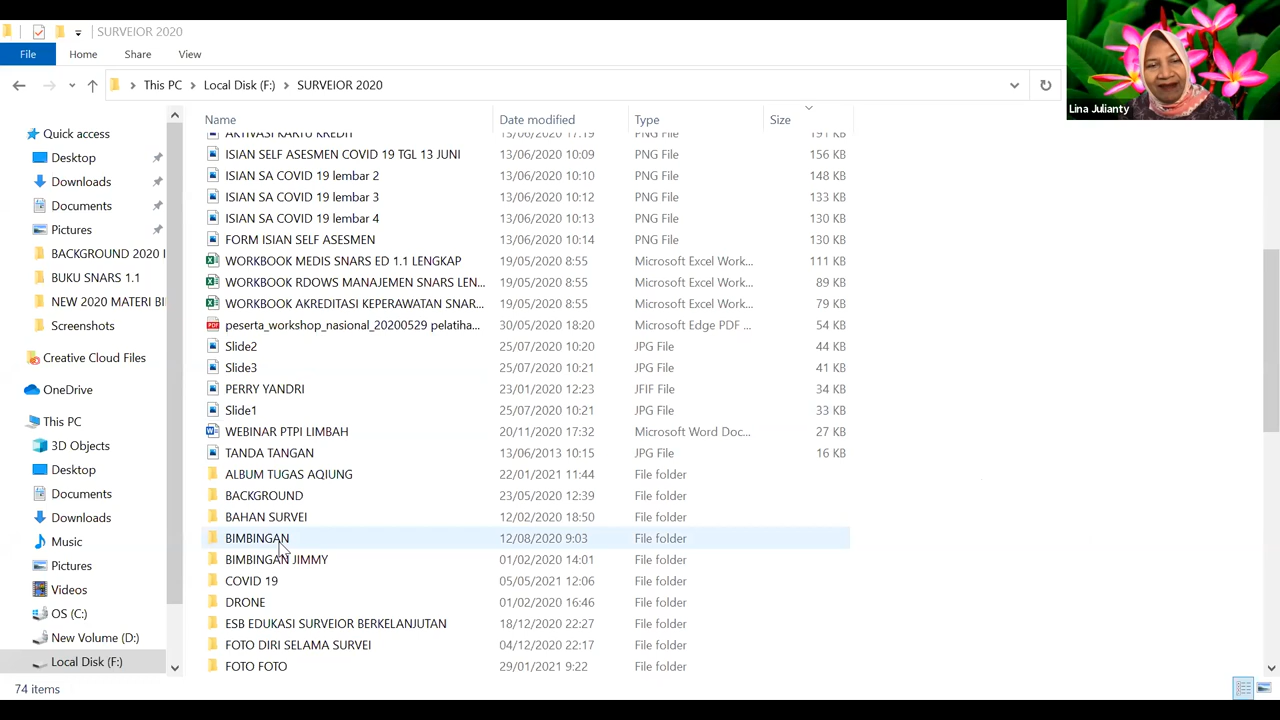 SURVEIOR 2020
File Home Share View
This PC Local Disk (F:) SURVEIOR 2020
Lina Julianty
Name Date modified Type Size
Quick access
Desktop
Downloads
Documents
Pictures
BACKGROUND 2020 I
BUKU SNARS 1.1
NEW 2020 MATERI BI
Screenshots
Creative Cloud Files
OneDrive
This PC
3D Objects
Desktop
Documents
Downloads
Music
Pictures
Videos
OS (C:)
New Volume (D:)
Local Disk (F:)
AKTIVASI KARTU KREDIT 13/06/2020 17:19 PNG File 191 KB
ISIAN SELF ASESMEN COVID 19 TGL 13 JUNI 13/06/2020 10:09 PNG File 156 KB
ISIAN SA COVID 19 lembar 2 13/06/2020 10:10 PNG File 148 KB
ISIAN SA COVID 19 lembar 3 13/06/2020 10:12 PNG File 133 KB
ISIAN SA COVID 19 lembar 4 13/06/2020 10:13 PNG File 130 KB
FORM ISIAN SELF ASESMEN 13/06/2020 10:14 PNG File 130 KB
WORKBOOK MEDIS SNARS ED 1.1 LENGKAP 19/05/2020 8:55 Microsoft Excel Work... 111 KB
WORKBOOK RDOWS MANAJEMEN SNARS LEN... 19/05/2020 8:55 Microsoft Excel Work... 89 KB
WORKBOOK AKREDITASI KEPERAWATAN SNAR... 19/05/2020 8:55 Microsoft Excel Work... 79 KB
peserta_workshop_nasional_20200529 pelatiha... 30/05/2020 18:20 Microsoft Edge PDF ... 54 KB
Slide2 25/07/2020 10:20 JPG File 44 KB
Slide3 25/07/2020 10:21 JPG File 41 KB
PERRY YANDRI 23/01/2020 12:23 JFIF File 34 KB
Slide1 25/07/2020 10:21 JPG File 33 KB
WEBINAR PTPI LIMBAH 20/11/2020 17:32 Microsoft Word Doc... 27 KB
TANDA TANGAN 13/06/2013 10:15 JPG File 16 KB
ALBUM TUGAS AQIUNG 22/01/2021 11:44 File folder
BACKGROUND 23/05/2020 12:39 File folder
BAHAN SURVEI 12/02/2020 18:50 File folder
BIMBINGAN 12/08/2020 9:03 File folder
BIMBINGAN JIMMY 01/02/2020 14:01 File folder
COVID 19 05/05/2021 12:06 File folder
DRONE 01/02/2020 16:46 File folder
ESB EDUKASI SURVEIOR BERKELANJUTAN 18/12/2020 22:27 File folder
FOTO DIRI SELAMA SURVEI 04/12/2020 22:17 File folder
FOTO FOTO 29/01/2021 9:22 File folder
74 items